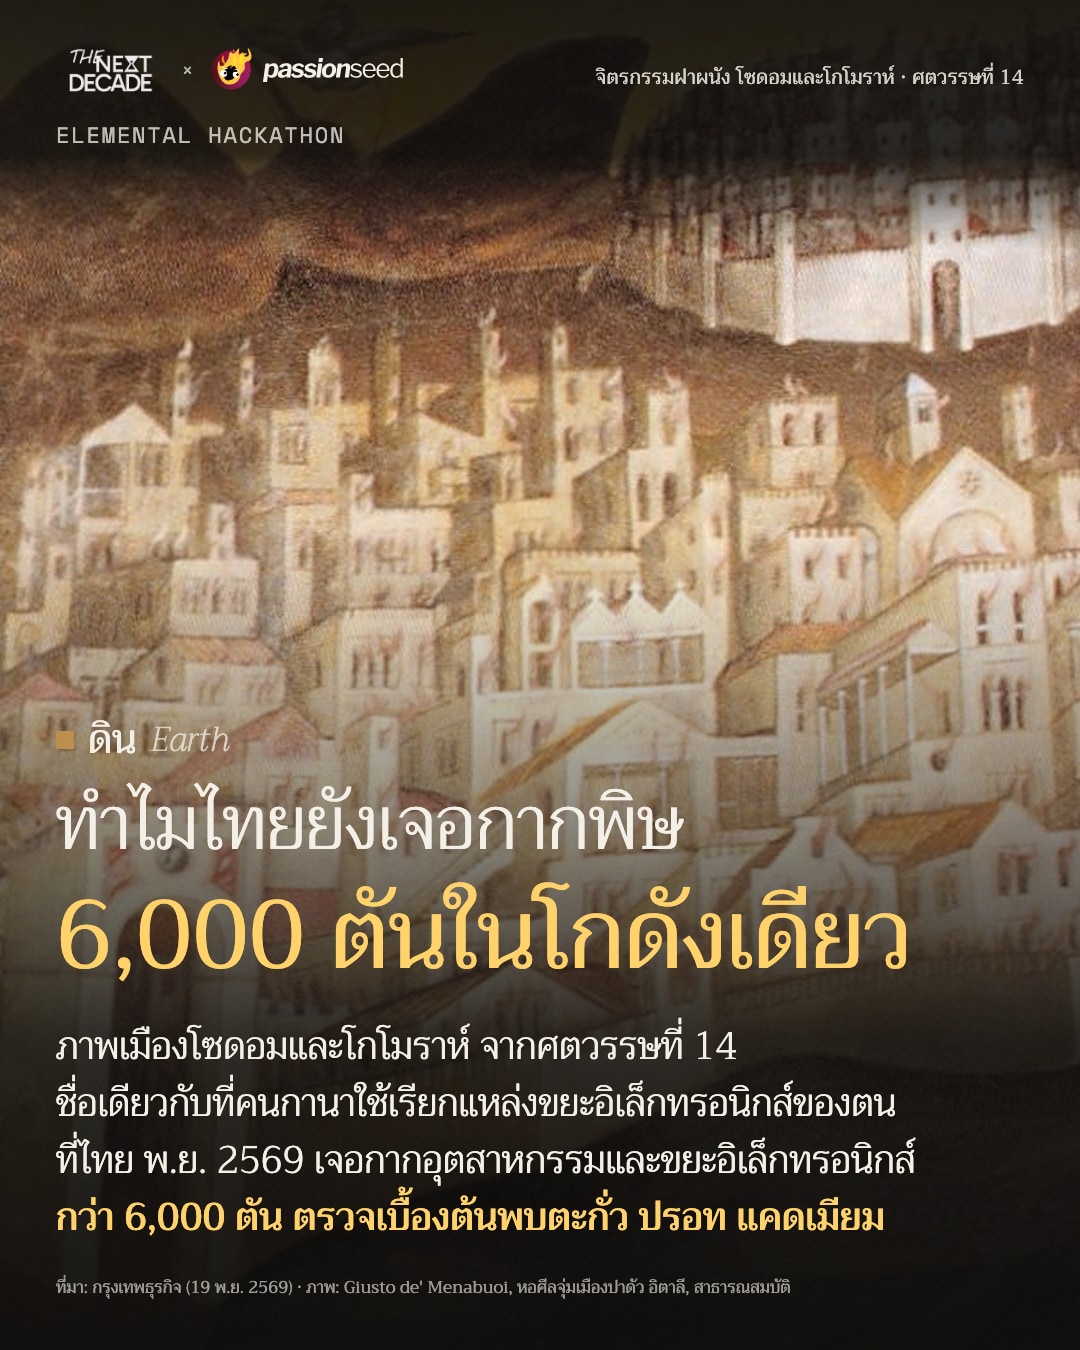 THE NEXT DECADE × passionseed
จิตรกรรมฝาผนัง โซดอมและโกโมราห์ · ศตวรรษที่ 14
ELEMENTAL HACKATHON
ดิน Earth
ทำไมไทยยังเจอกากพิษ
6,000 ตันในโกดังเดียว
ภาพเมืองโซดอมและโกโมราห์ จากศตวรรษที่ 14
ชื่อเดียวกับที่คนกานาใช้เรียกแหล่งขยะอิเล็กทรอนิกส์ของตน
ที่ไทย พ.ย. 2569 เจอกากอุตสาหกรรมและขยะอิเล็กทรอนิกส์
กว่า 6,000 ตัน ตรวจเบื้องต้นพบตะกั่ว ปรอท แคดเมียม
ที่มา: กรุงเทพธุรกิจ (19 พ.ย. 2569) · ภาพ: Giusto de' Menabuoi, หอศีลจุ่มเมืองปาดัว อิตาลี, สาธารณสมบัติ